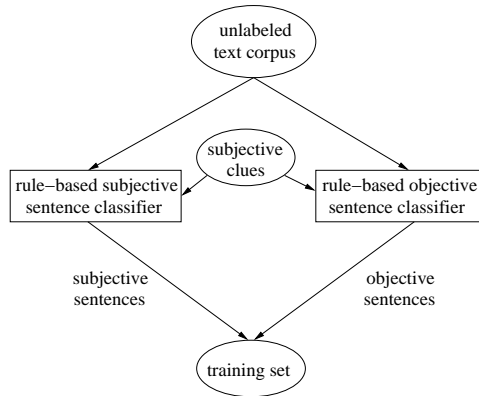 unlabeled
text corpus
subjective
clues
rule−based subjective
sentence classifier
rule−based objective
sentence classifier
subjective
sentences
objective
sentences
training set